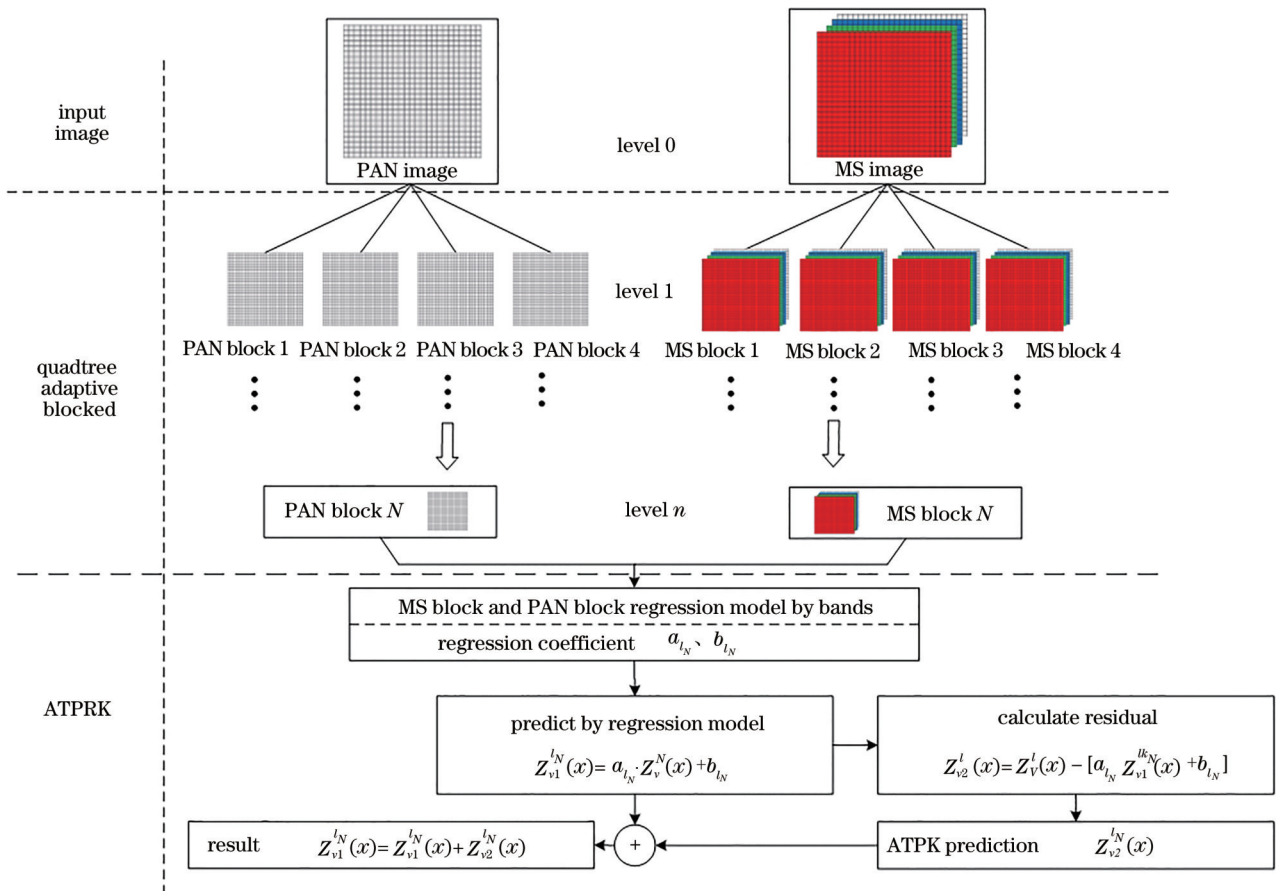 input
image
PAN image
level 0
MS image
quadtree
adaptive
blocked
level 1
PAN block 1 PAN block 2 PAN block 3 PAN block 4
MS block 1 MS block 2 MS block 3 MS block 4
PAN block N
level n
MS block N
ATPRK
MS block and PAN block regression model by bands
regression coefficient a_{l_N}、b_{l_N}
predict by regression model
Z_{v1}^{l_N}(x)= a_{l_N}·Z_v^N(x)+b_{l_N}
calculate residual
Z_{v2}^l(x)=Z_V^l(x)-[a_{l_N} Z_{v1}^{lk_N}(x)+b_{l_N}]
result Z_{v1}^{l_N}(x)=Z_{v1}^{l_N}(x)+Z_{v2}^{l_N}(x)
+
ATPK prediction Z_{v2}^{l_N}(x)